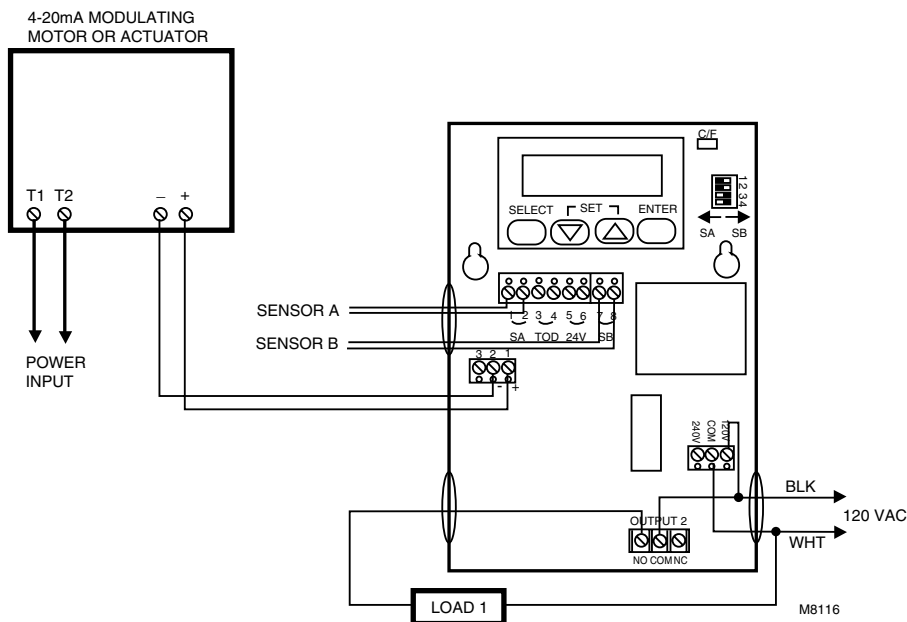 4-20mA MODULATING
MOTOR OR ACTUATOR
T1 T2 – +
POWER
INPUT
C/F
1 2 3 4
SELECT SET ENTER
SA SB
SENSOR A
SENSOR B
1 2 3 4 5 6 7 8
SA TOD 24V SB
3 2 1
- +
240V COM 120V
BLK
120 VAC
WHT
OUTPUT 2
NO COM NC
LOAD 1
M8116